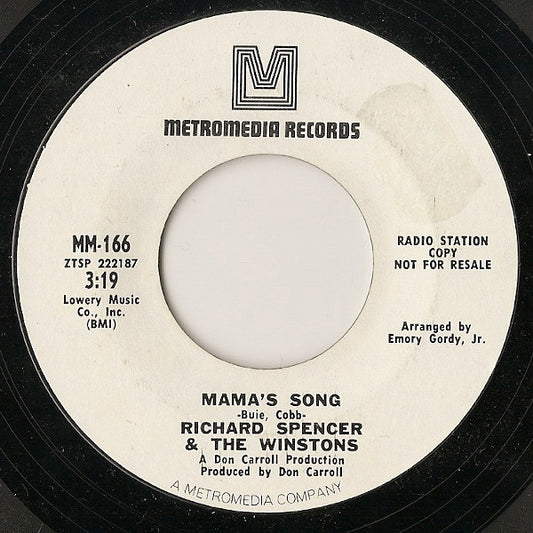 METROMEDIA RECORDS
MM-166
ZTSP 222187
3:19
Lowery Music
Co., Inc.
(BMI)
RADIO STATION
COPY
NOT FOR RESALE
Arranged by
Emory Gordy, Jr.
MAMA'S SONG
-Buie, Cobb-
RICHARD SPENCER
& THE WINSTONS
A Don Carroll Production
Produced by Don Carroll
A METROMEDIA COMPANY